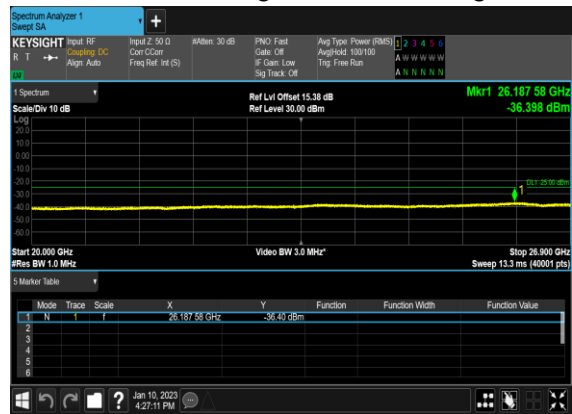 Spectrum Analyzer 1
Swept SA
KEYSIGHT Input: RF Input Z: 50 Ω #Atten: 30 dB PNO: Fast Avg Type: Power (RMS) 1 2 3 4 5 6
R T Coupling: DC Corr CCorr Gate: Off Avg|Hold: 100/100 A W W W W W
Align: Auto Freq Ref: Int (S) IF Gain: Low Trig: Free Run
Sig Track: Off A N N N N N
1 Spectrum Ref Lvl Offset 15.38 dB Mkr1 26.187 58 GHz
Scale/Div 10 dB Ref Level 30.00 dBm -36.398 dBm
Log
20.0
10.0
0.00
-10.0
-20.0
DL1 -25.00 dBm
-30.0
1
-40.0
-50.0
-60.0
Start 20.000 GHz Video BW 3.0 MHz* Stop 26.900 GHz
#Res BW 1.0 MHz Sweep 13.3 ms (40001 pts)
5 Marker Table
Mode Trace Scale X Y Function Function Width Function Value
1 N 1 f 26.187 58 GHz -36.40 dBm
2
3
4
5
6
Jan 10, 2023
4:27:11 PM